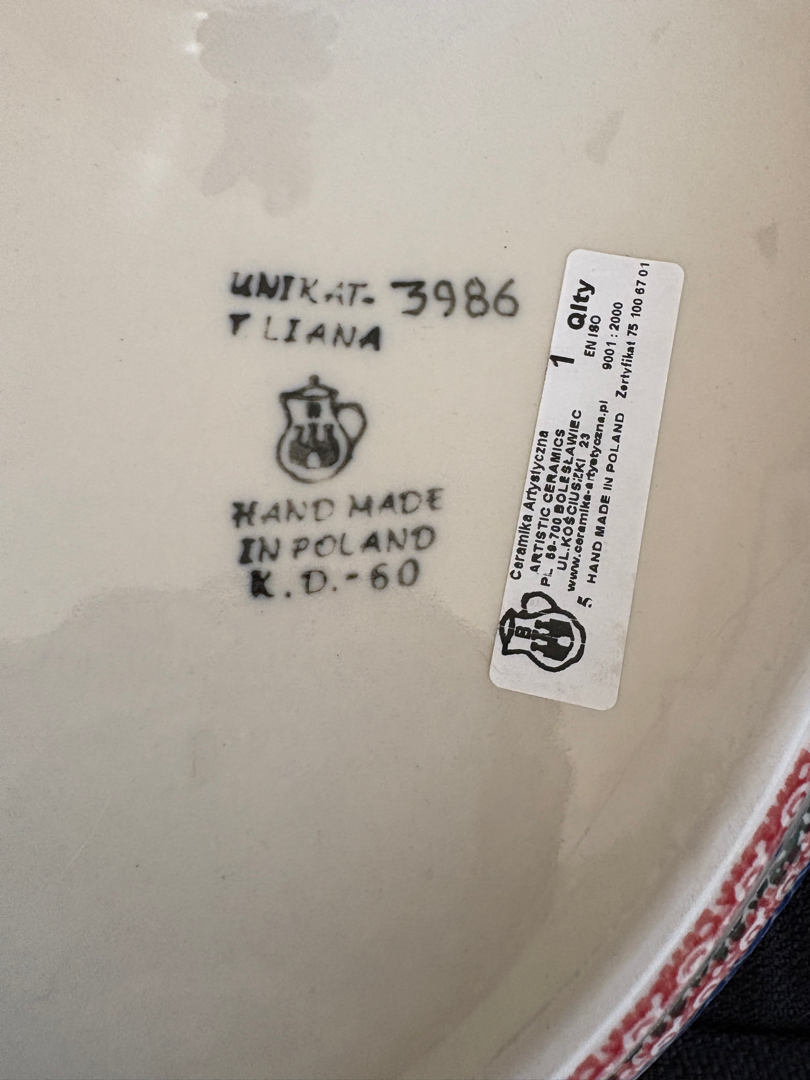 UNIKAT- 3986
T LIANA
HAND MADE
IN POLAND
K.D.-60
1 Qlty
EN ISO
9001 : 2000
Zertyfikat 75 100 67 01
Ceramika Artystyczna
ARTISTIC CERAMICS
PL 59-700 BOLESŁAWIEC
UL.KOŚCIUSZKI 23
www.ceramika-artystyczna.pl
5 HAND MADE IN POLAND